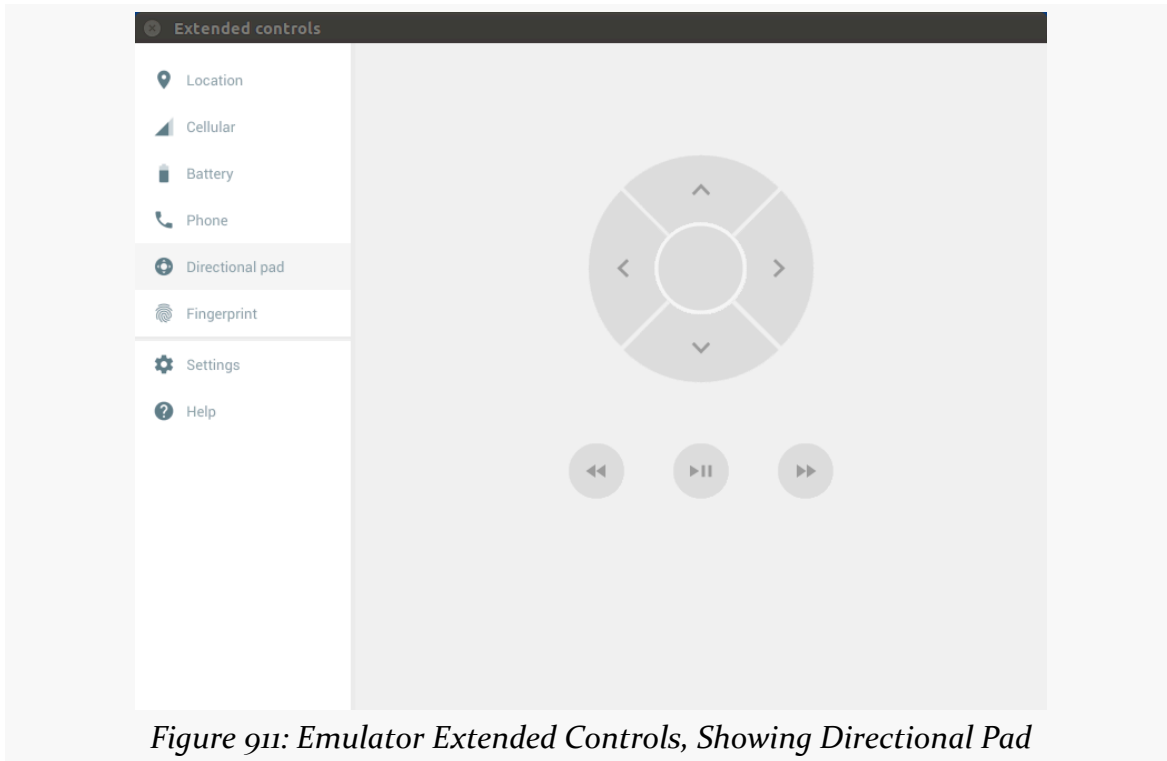 Extended controls
Location
Cellular
Battery
Phone
Directional pad
Fingerprint
Settings
Help
Figure 911: Emulator Extended Controls, Showing Directional Pad